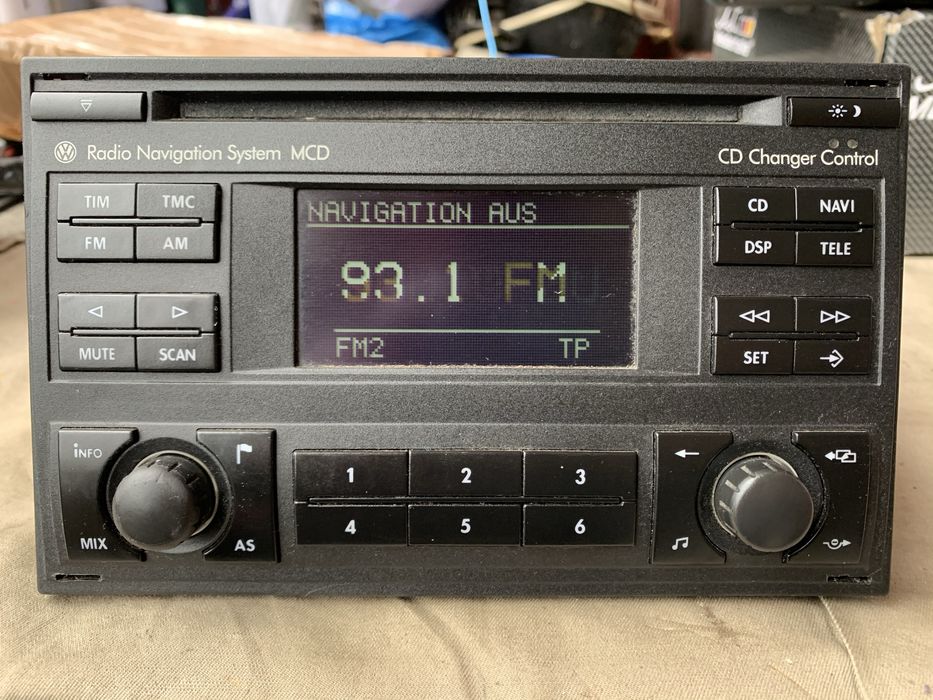 Radio Navigation System MCD
CD Changer Control
TIM TMC
FM AM
MUTE SCAN
NAVIGATION AUS
93.1 FM
FM2 TP
CD NAVI
DSP TELE
SET
iNFO
MIX AS
1 2 3
4 5 6